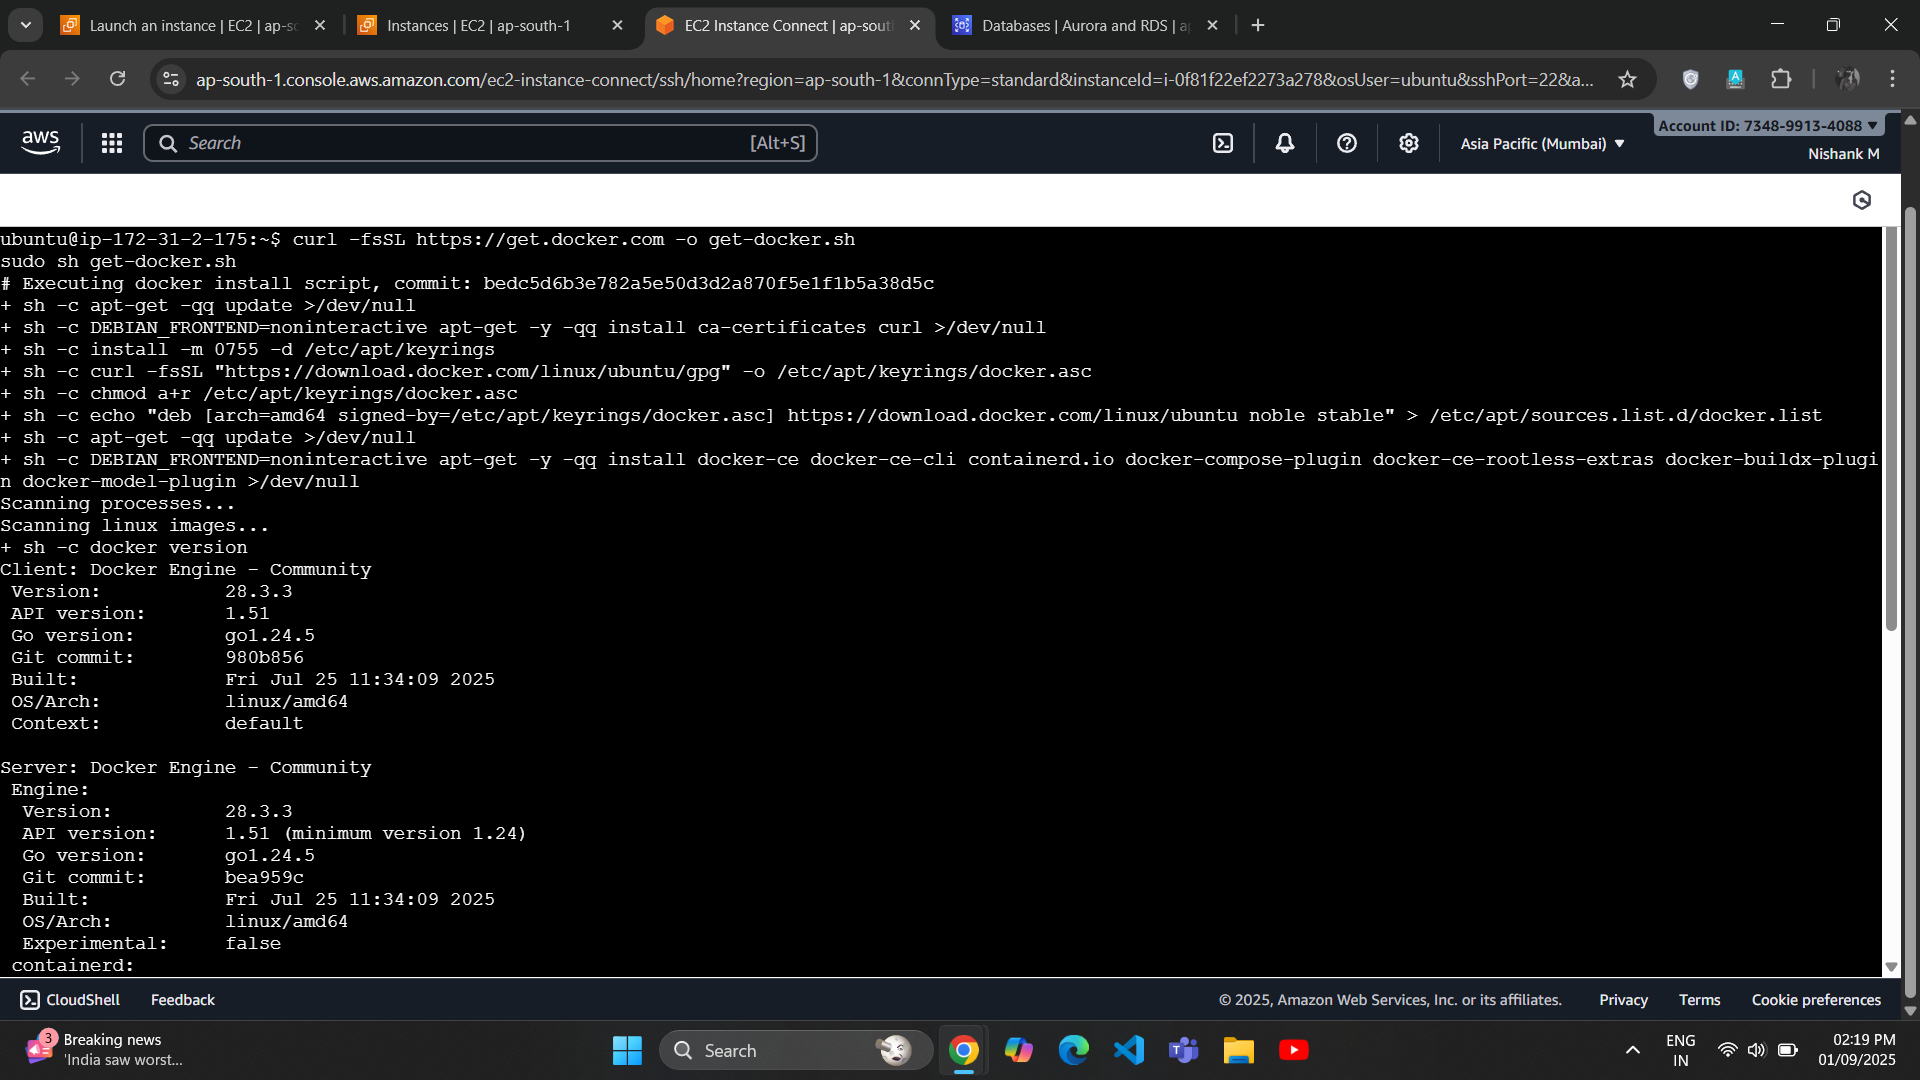 Launch an instance | EC2 | ap-sc
Instances | EC2 | ap-south-1
EC2 Instance Connect | ap-sout
Databases | Aurora and RDS | a
ap-south-1.console.aws.amazon.com/ec2-instance-connect/ssh/home?region=ap-south-1&connType=standard&instanceId=i-0f81f22ef2273a278&osUser=ubuntu&sshPort=22&a...
aws
Search
[Alt+S]
Asia Pacific (Mumbai) ▼
Account ID: 7348-9913-4088 ▼
Nishank M
ubuntu@ip-172-31-2-175:~$ curl -fsSL https://get.docker.com -o get-docker.sh
sudo sh get-docker.sh
# Executing docker install script, commit: bedc5d6b3e782a5e50d3d2a870f5e1f1b5a38d5c
+ sh -c apt-get -qq update >/dev/null
+ sh -c DEBIAN_FRONTEND=noninteractive apt-get -y -qq install ca-certificates curl >/dev/null
+ sh -c install -m 0755 -d /etc/apt/keyrings
+ sh -c curl -fsSL "https://download.docker.com/linux/ubuntu/gpg" -o /etc/apt/keyrings/docker.asc
+ sh -c chmod a+r /etc/apt/keyrings/docker.asc
+ sh -c echo "deb [arch=amd64 signed-by=/etc/apt/keyrings/docker.asc] https://download.docker.com/linux/ubuntu noble stable" > /etc/apt/sources.list.d/docker.list
+ sh -c apt-get -qq update >/dev/null
+ sh -c DEBIAN_FRONTEND=noninteractive apt-get -y -qq install docker-ce docker-ce-cli containerd.io docker-compose-plugin docker-ce-rootless-extras docker-buildx-plugi
n docker-model-plugin >/dev/null
Scanning processes...
Scanning linux images...
+ sh -c docker version
Client: Docker Engine - Community
Version: 28.3.3
API version: 1.51
Go version: go1.24.5
Git commit: 980b856
Built: Fri Jul 25 11:34:09 2025
OS/Arch: linux/amd64
Context: default
Server: Docker Engine - Community
Engine:
Version: 28.3.3
API version: 1.51 (minimum version 1.24)
Go version: go1.24.5
Git commit: bea959c
Built: Fri Jul 25 11:34:09 2025
OS/Arch: linux/amd64
Experimental: false
containerd:
CloudShell
Feedback
© 2025, Amazon Web Services, Inc. or its affiliates.
Privacy
Terms
Cookie preferences
3
Breaking news
'India saw worst...
Search
ENG
IN
02:19 PM
01/09/2025